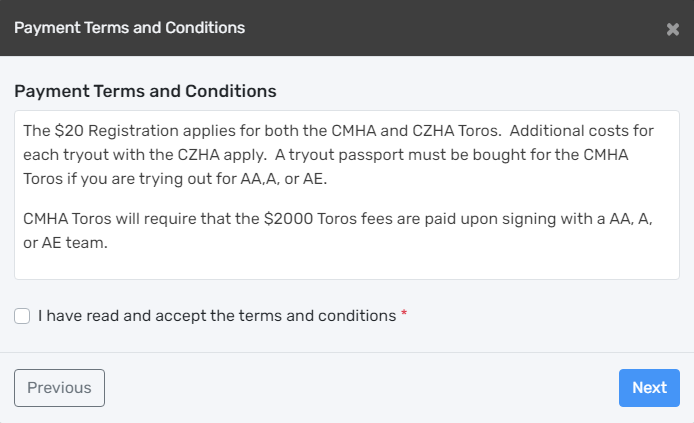 Payment Terms and Conditions
Payment Terms and Conditions
The $20 Registration applies for both the CMHA and CZHA Toros.  Additional costs for
each tryout with the CZHA apply.  A tryout passport must be bought for the CMHA
Toros if you are trying out for AA,A, or AE.
CMHA Toros will require that the $2000 Toros fees are paid upon signing with a AA, A,
or AE team.
I have read and accept the terms and conditions *
Previous
Next